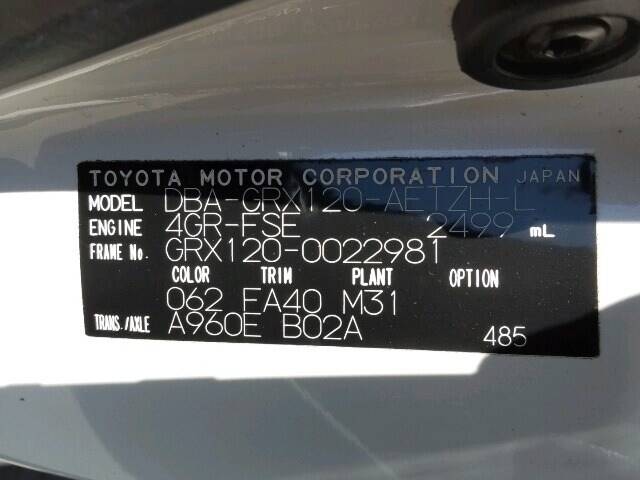 TOYOTA MOTOR CORPORATION JAPAN
MODEL DBA-GRX120-AETZH-L
ENGINE 4GR-FSE 2499 mL
FRAME No. GRX120-0022981
COLOR TRIM PLANT OPTION
062 FA40 M31
TRANS./AXLE A960E B02A 485